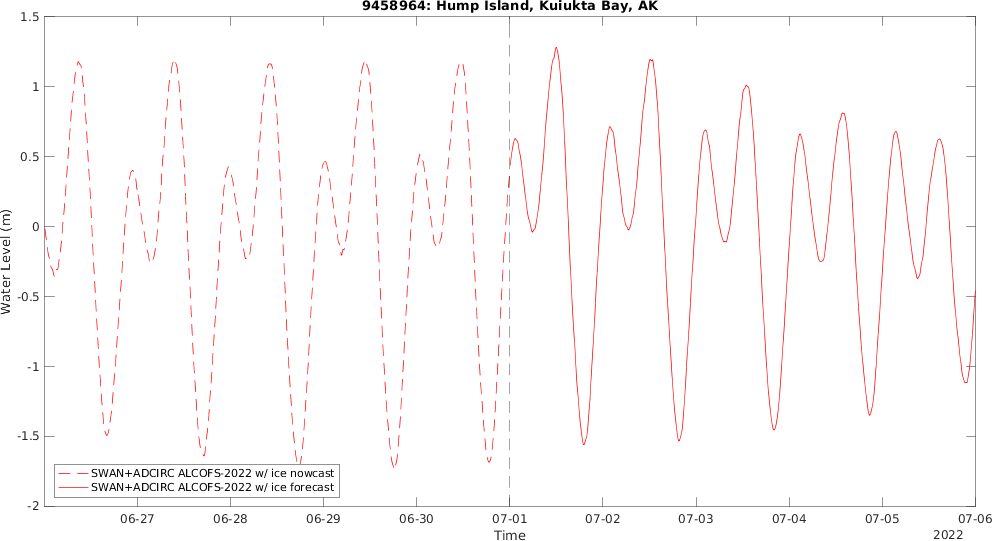 9458964: Hump Island, Kuiukta Bay, AK
1.5
1
0.5
0
-0.5
-1
-1.5
-2
Water Level (m)
SWAN+ADCIRC ALCOFS-2022 w/ ice nowcast
SWAN+ADCIRC ALCOFS-2022 w/ ice forecast
06-27 06-28 06-29 06-30 07-01 07-02 07-03 07-04 07-05 07-06
Time
2022